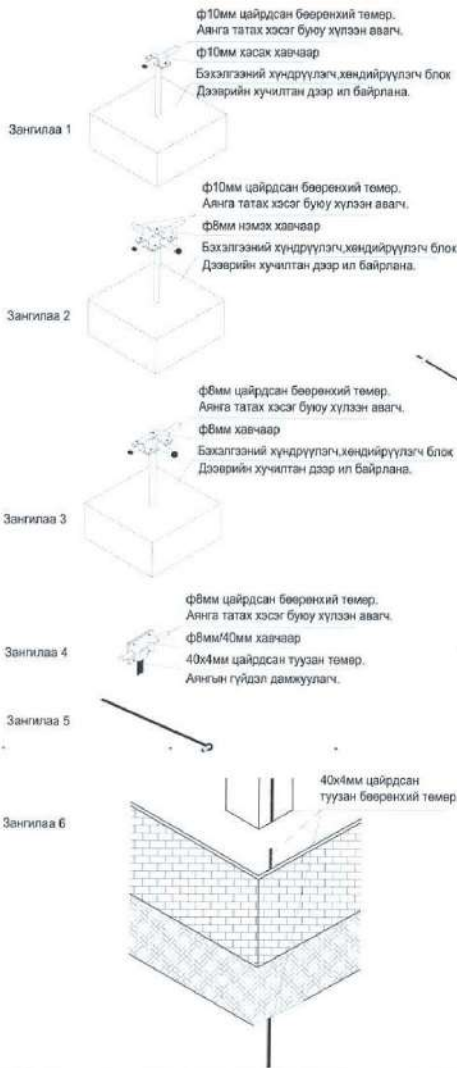 ф10мм цайрдсан бөөрөнхий төмөр.
Аянга татах хэсэг буюу хүлээн авагч.
ф10мм хасах хавчаар
Бэхэлгээний хүндрүүлэгч,хөндийрүүлэгч блок
Дээврийн хучилтан дээр ил байрлана.
Зангилаа 1
ф10мм цайрдсан бөөрөнхий төмөр.
Аянга татах хэсэг буюу хүлээн авагч.
ф8мм нэмэх хавчаар
Бэхэлгээний хүндрүүлэгч,хөндийрүүлэгч блок
Дээврийн хучилтан дээр ил байрлана.
Зангилаа 2
ф8мм цайрдсан бөөрөнхий төмөр.
Аянга татах хэсэг буюу хүлээн авагч.
ф8мм хавчаар
Бэхэлгээний хүндрүүлэгч,хөндийрүүлэгч блок
Дээврийн хучилтан дээр ил байрлана.
Зангилаа 3
ф8мм цайрдсан бөөрөнхий төмөр.
Аянга татах хэсэг буюу хүлээн авагч.
ф8мм/40мм хавчаар
Зангилаа 4
40х4мм цайрдсан туузан төмөр.
Аянгын гүйдэл дамжуулагч.
Зангилаа 5
40х4мм цайрдсан
туузан бөөрөнхий төмөр
Зангилаа 6